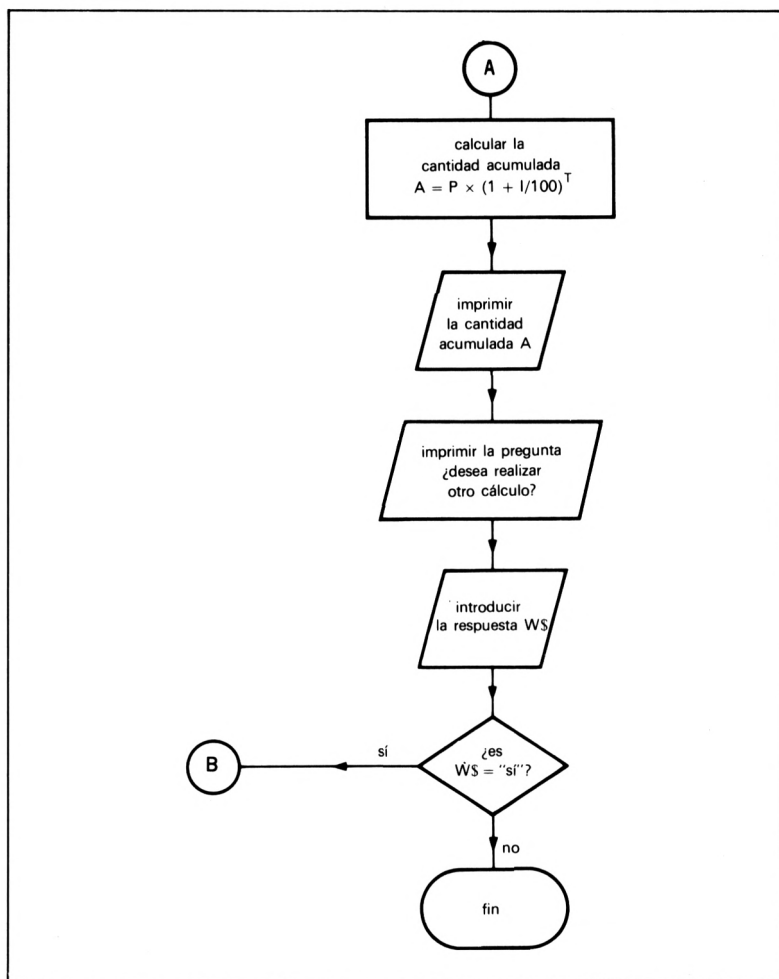 A
calcular la
cantidad acumulada
A = P × (1 + I/100)^T
imprimir
la cantidad
acumulada A
imprimir la pregunta
¿desea realizar
otro cálculo?
introducir
la respuesta W$
¿es
W$ = "sí"?
sí
B
no
fin